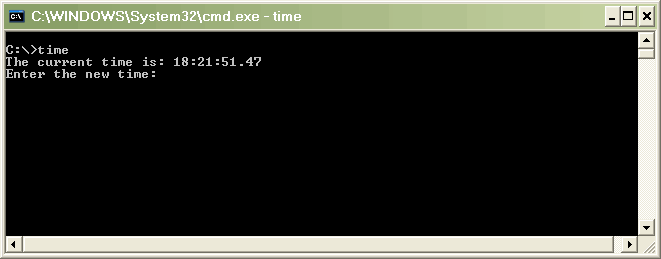 C:\WINDOWS\System32\cmd.exe - time
C:\>time
The current time is: 18:21:51.47
Enter the new time: